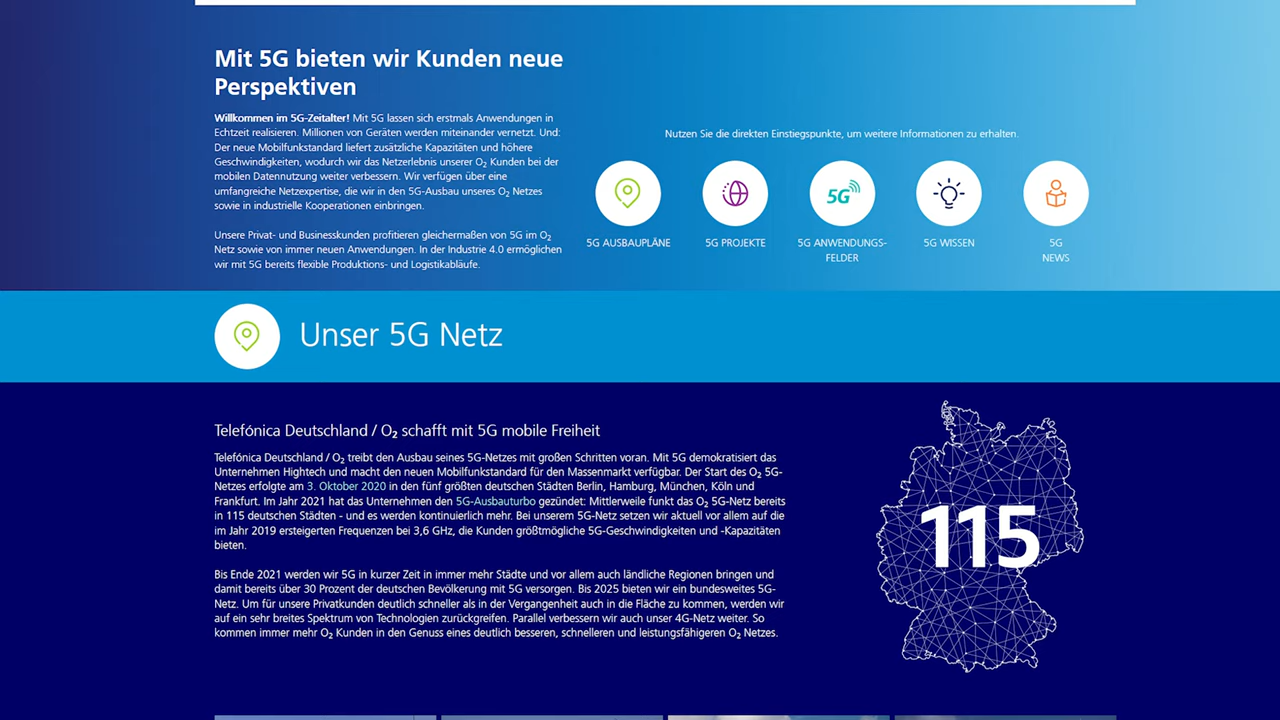 Mit 5G bieten wir Kunden neue
Perspektiven
Willkommen im 5G-Zeitalter! Mit 5G lassen sich erstmals Anwendungen in
Echtzeit realisieren. Millionen von Geräten werden miteinander vernetzt. Und:
Der neue Mobilfunkstandard liefert zusätzliche Kapazitäten und höhere
Geschwindigkeiten, wodurch wir das Netzerlebnis unserer O₂ Kunden bei der
mobilen Datennutzung weiter verbessern. Wir verfügen über eine
umfangreiche Netzexpertise, die wir in den 5G-Ausbau unseres O₂ Netzes
sowie in industrielle Kooperationen einbringen.
Unsere Privat- und Businesskunden profitieren gleichermaßen von 5G im O₂
Netz sowie von immer neuen Anwendungen. In der Industrie 4.0 ermöglichen
wir mit 5G bereits flexible Produktions- und Logistikabläufe.
Nutzen Sie die direkten Einstiegspunkte, um weitere Informationen zu erhalten.
5G
5G AUSBAUPLÄNE
5G PROJEKTE
5G ANWENDUNGS-
FELDER
5G WISSEN
5G
NEWS
Unser 5G Netz
Telefónica Deutschland / O₂ schafft mit 5G mobile Freiheit
Telefónica Deutschland / O₂ treibt den Ausbau seines 5G-Netzes mit großen Schritten voran. Mit 5G demokratisiert das
Unternehmen Hightech und macht den neuen Mobilfunkstandard für den Massenmarkt verfügbar. Der Start des O₂ 5G-
Netzes erfolgte am 3. Oktober 2020 in den fünf größten deutschen Städten Berlin, Hamburg, München, Köln und
Frankfurt. Im Jahr 2021 hat das Unternehmen den 5G-Ausbauturbo gezündet: Mittlerweile funkt das O₂ 5G-Netz bereits
in 115 deutschen Städten - und es werden kontinuierlich mehr. Bei unserem 5G-Netz setzen wir aktuell vor allem auf die
im Jahr 2019 ersteigerten Frequenzen bei 3,6 GHz, die Kunden größtmögliche 5G-Geschwindigkeiten und -Kapazitäten
bieten.
Bis Ende 2021 werden wir 5G in kurzer Zeit in immer mehr Städte und vor allem auch ländliche Regionen bringen und
damit bereits über 30 Prozent der deutschen Bevölkerung mit 5G versorgen. Bis 2025 bieten wir ein bundesweites 5G-
Netz. Um für unsere Privatkunden deutlich schneller als in der Vergangenheit auch in die Fläche zu kommen, werden wir
auf ein sehr breites Spektrum von Technologien zurückgreifen. Parallel verbessern wir auch unser 4G-Netz weiter. So
kommen immer mehr O₂ Kunden in den Genuss eines deutlich besseren, schnelleren und leistungsfähigeren O₂ Netzes.
115